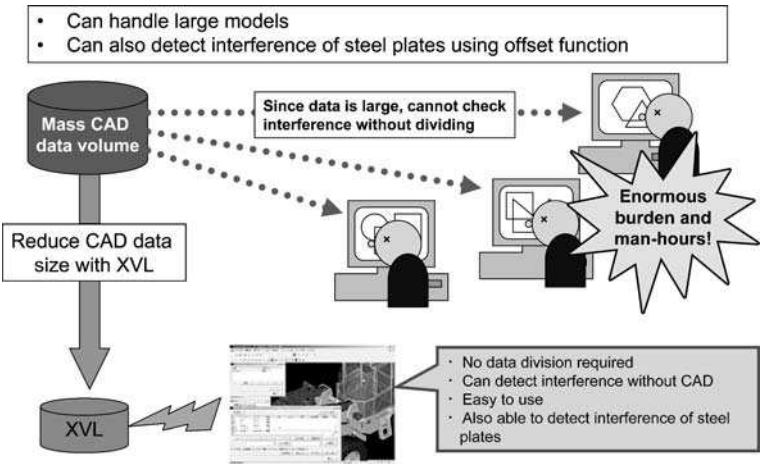 • Can handle large models
• Can also detect interference of steel plates using offset function
Mass CAD
data volume
Since data is large, cannot check
interference without dividing
Enormous
burden and
man-hours!
Reduce CAD data
size with XVL
XVL
· No data division required
· Can detect interference without CAD
· Easy to use
· Also able to detect interference of steel
plates